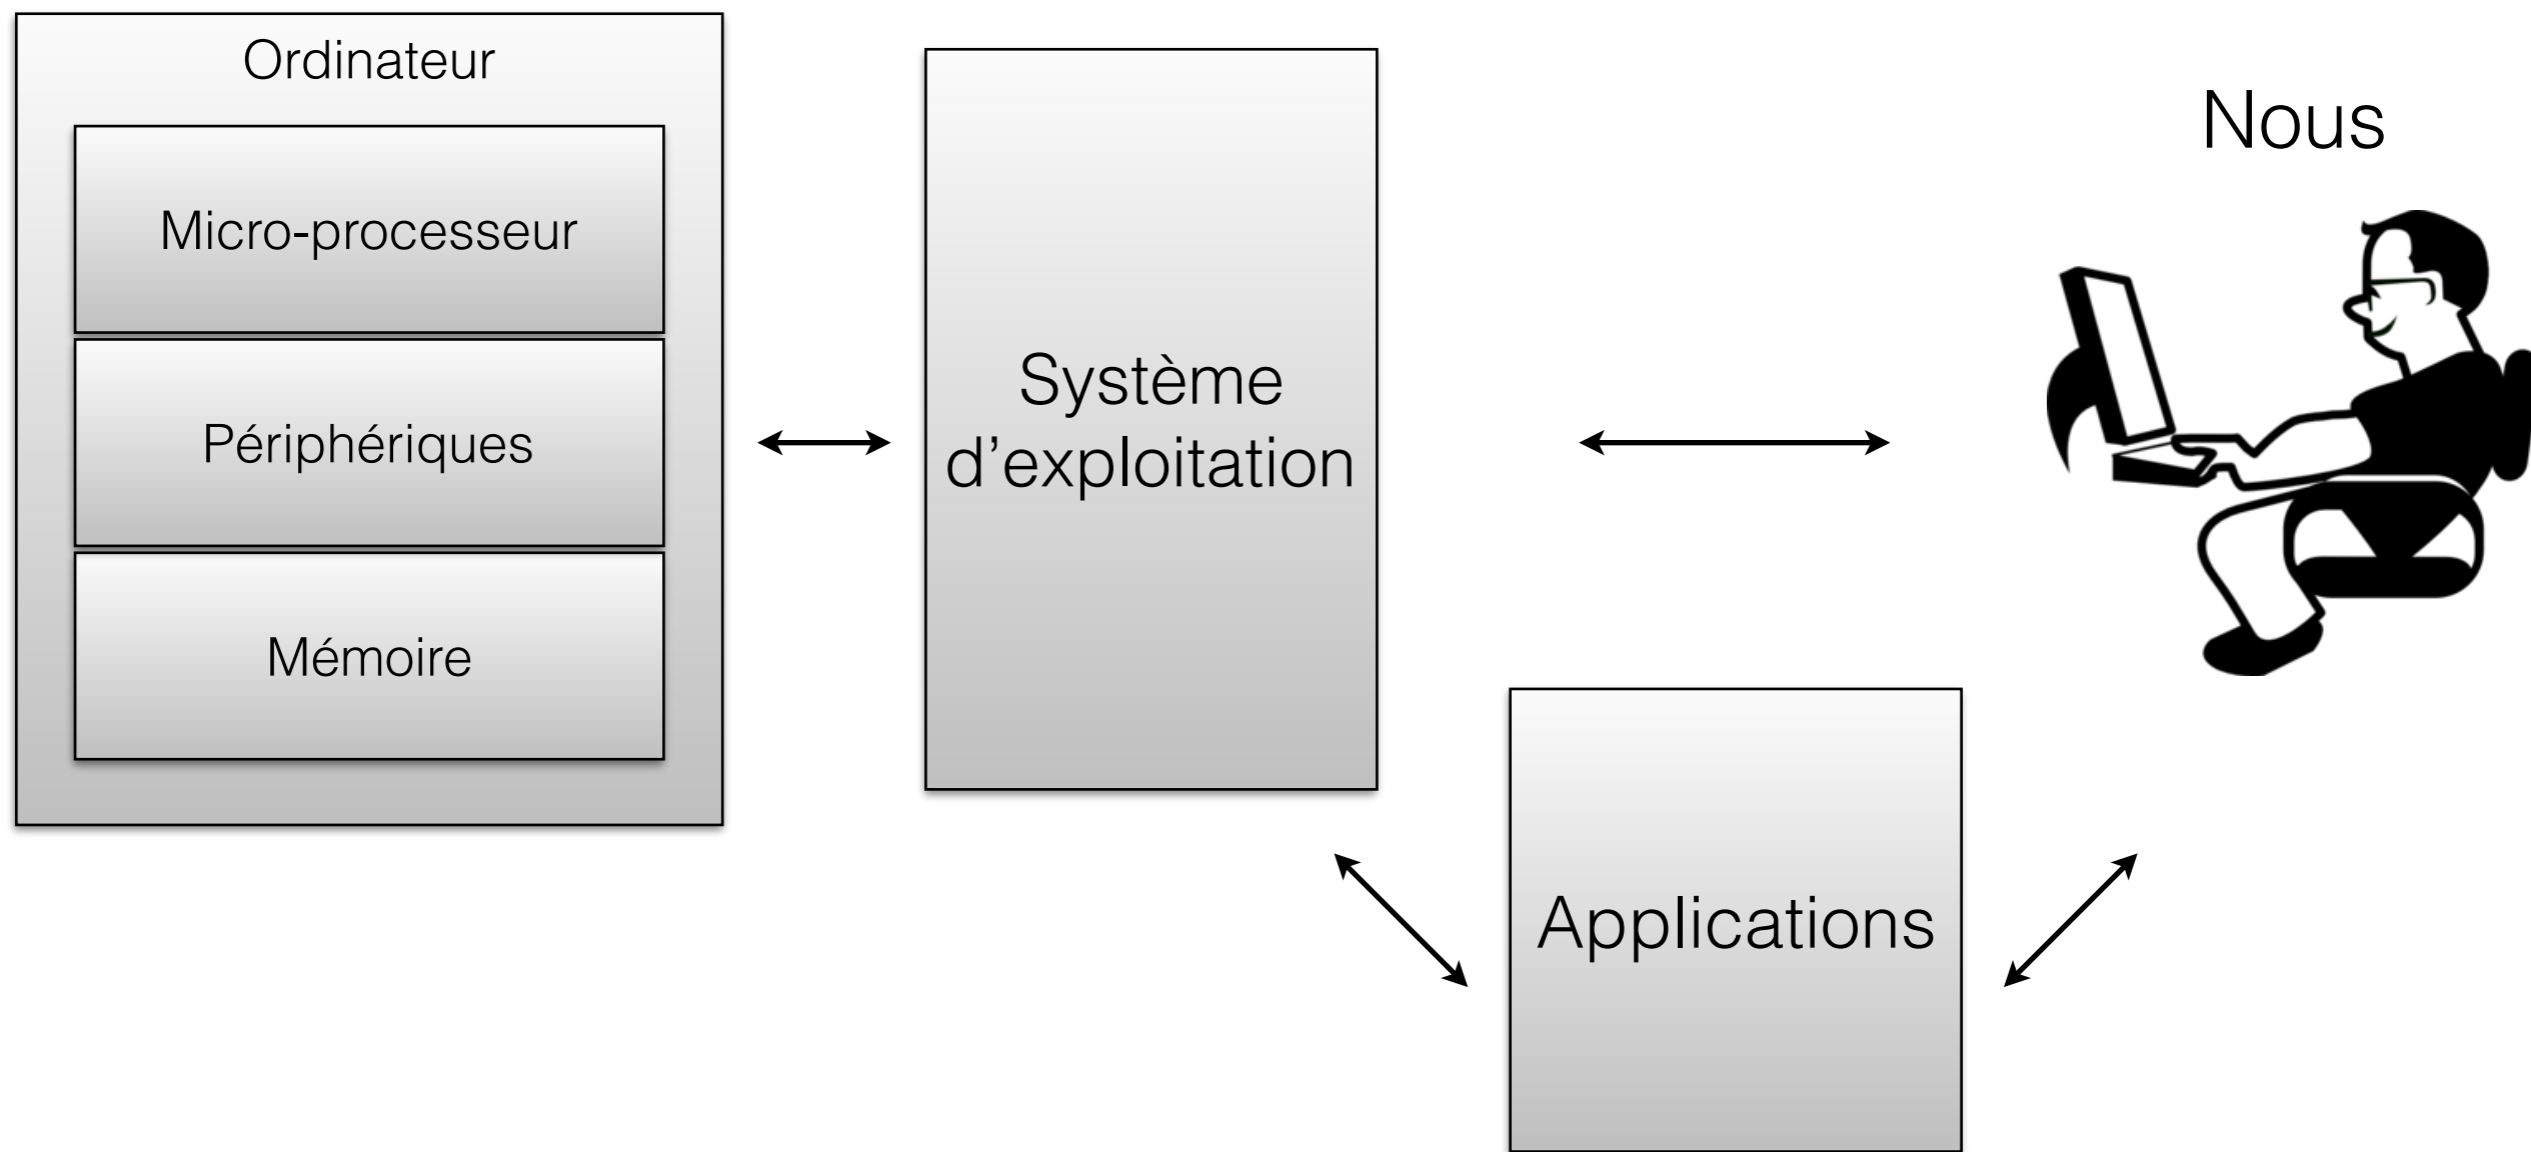 Ordinateur
Micro-processeur
Périphériques
Mémoire
Système
d’exploitation
Nous
Applications